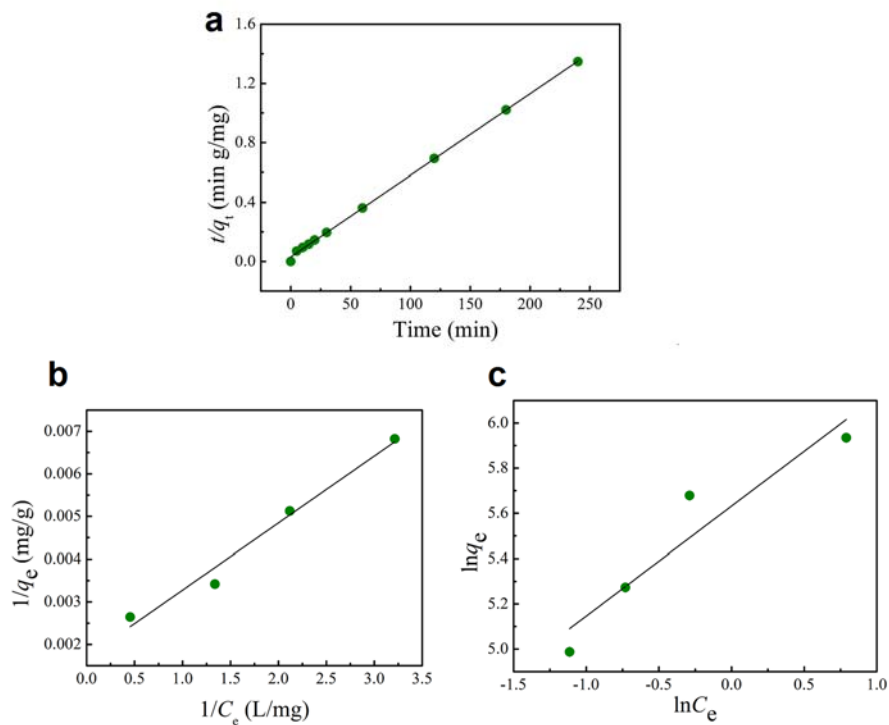 a
1.6
1.2
0.8
0.4
0.0
t/qt (min g/mg)
0 50 100 150 200 250
Time (min)
b
0.007
0.006
0.005
0.004
0.003
0.002
1/qe (mg/g)
0.0 0.5 1.0 1.5 2.0 2.5 3.0 3.5
1/Ce (L/mg)
c
6.0
5.8
5.6
5.4
5.2
5.0
lnqe
-1.5 -1.0 -0.5 0.0 0.5 1.0
lnCe